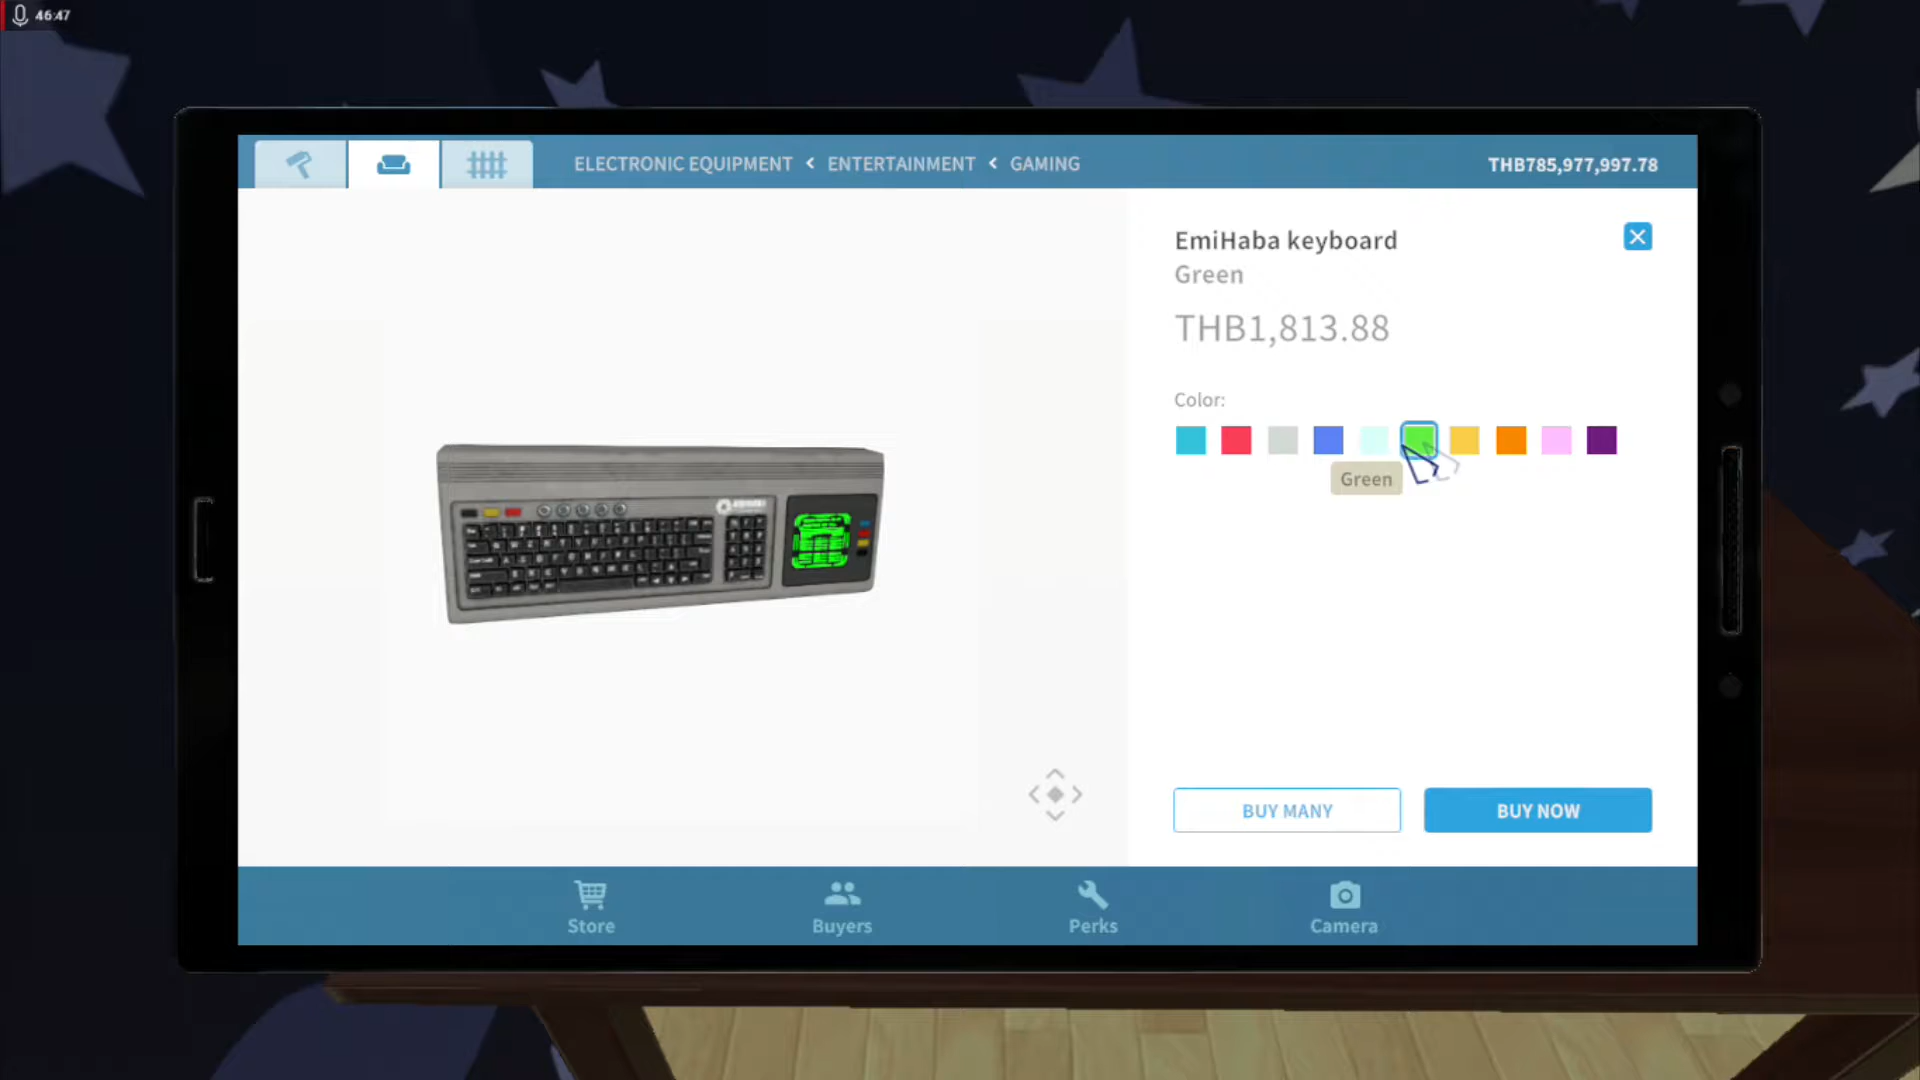 46:47
ELECTRONIC EQUIPMENT < ENTERTAINMENT < GAMING
THB785,977,997.78
EmiHaba keyboard
Green
THB1,813.88
Color:
Green
BUY MANY
BUY NOW
Store
Buyers
Perks
Camera